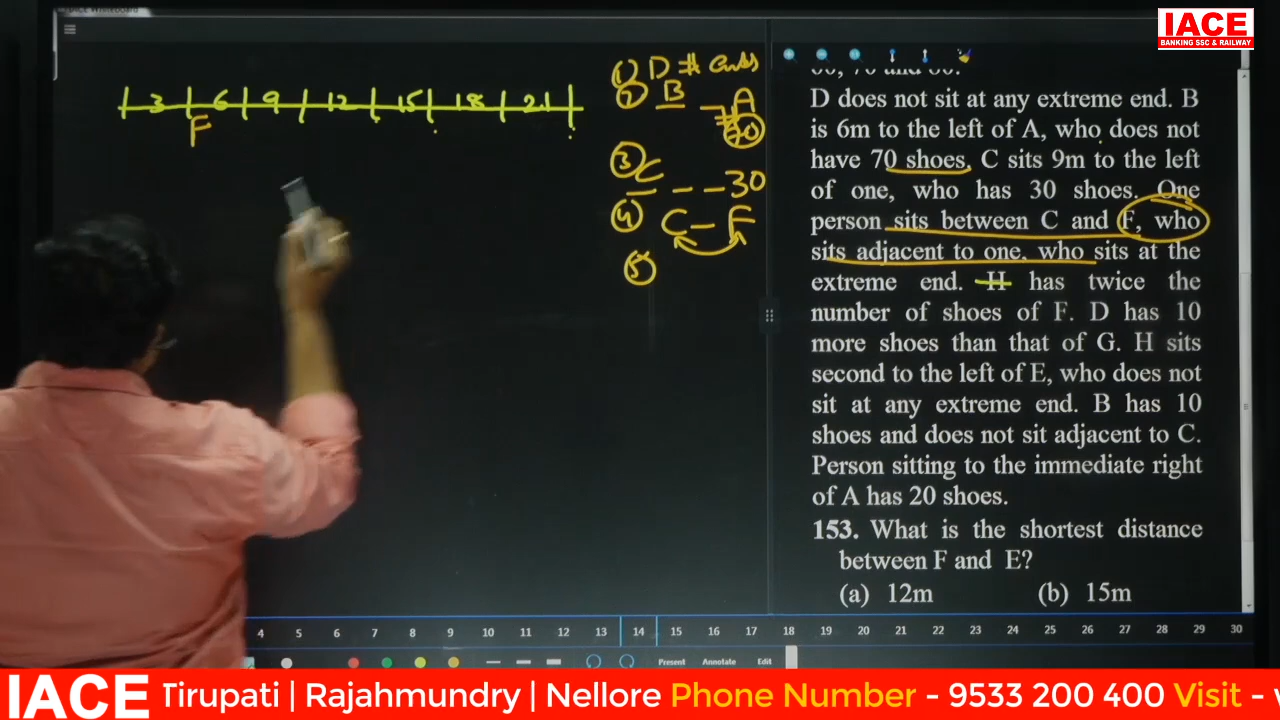 IACE
BANKING SSC & RAILWAY
3 6 9 12 15 18 21
F
① D # ends
② B _ A
# 70
③ C _ _ 30
④ C _ F
⑤
D does not sit at any extreme end. B
is 6m to the left of A, who does not
have 70 shoes. C sits 9m to the left
of one, who has 30 shoes. One
person sits between C and F, who
sits adjacent to one, who sits at the
extreme end. H has twice the
number of shoes of F. D has 10
more shoes than that of G. H sits
second to the left of E, who does not
sit at any extreme end. B has 10
shoes and does not sit adjacent to C.
Person sitting to the immediate right
of A has 20 shoes.
153. What is the shortest distance
between F and E?
(a) 12m (b) 15m
4 5 6 7 8 9 10 11 12 13 14 15 16 17 18 19 20 21 22 23 24 25 26 27 28 29 30
Present Annotate Edit
IACE Tirupati | Rajahmundry | Nellore Phone Number - 9533 200 400 Visit -